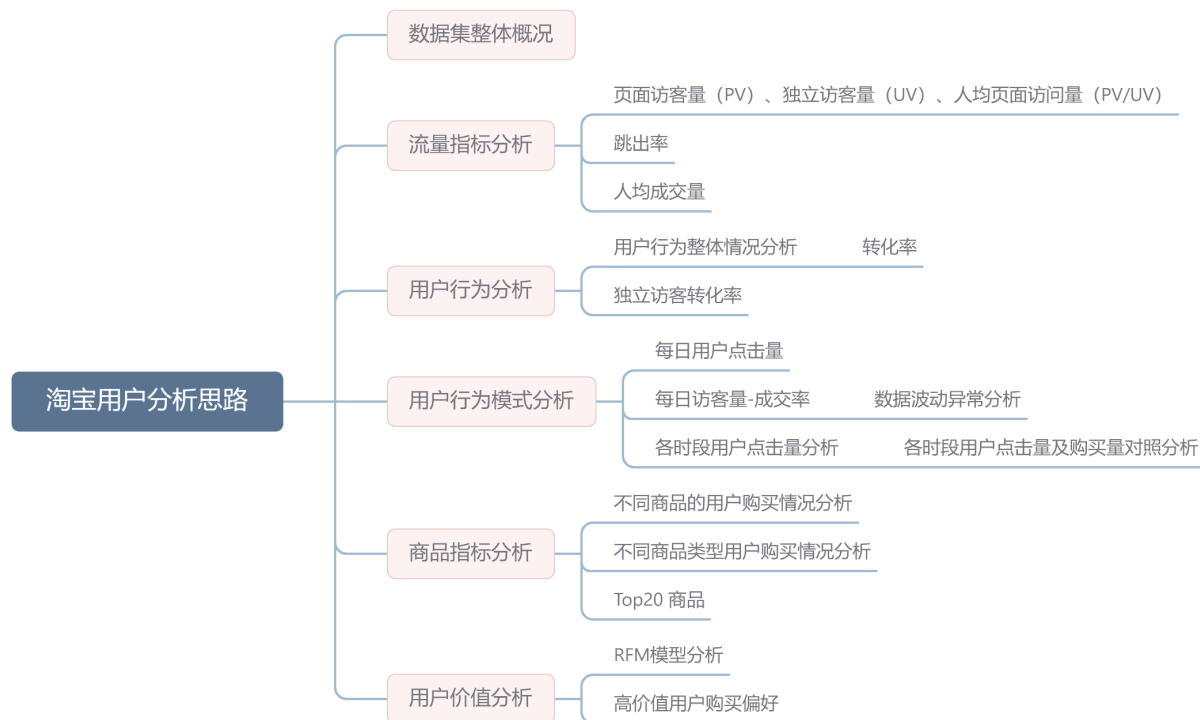 数据集整体概况
页面访客量（PV）、独立访客量（UV）、人均页面访问量（PV/UV）
流量指标分析
跳出率
人均成交量
用户行为整体情况分析 转化率
用户行为分析
独立访客转化率
每日用户点击量
淘宝用户分析思路
用户行为模式分析
每日访客量-成交率 数据波动异常分析
各时段用户点击量分析 各时段用户点击量及购买量对照分析
不同商品的用户购买情况分析
商品指标分析
不同商品类型用户购买情况分析
Top20 商品
RFM模型分析
用户价值分析
高价值用户购买偏好